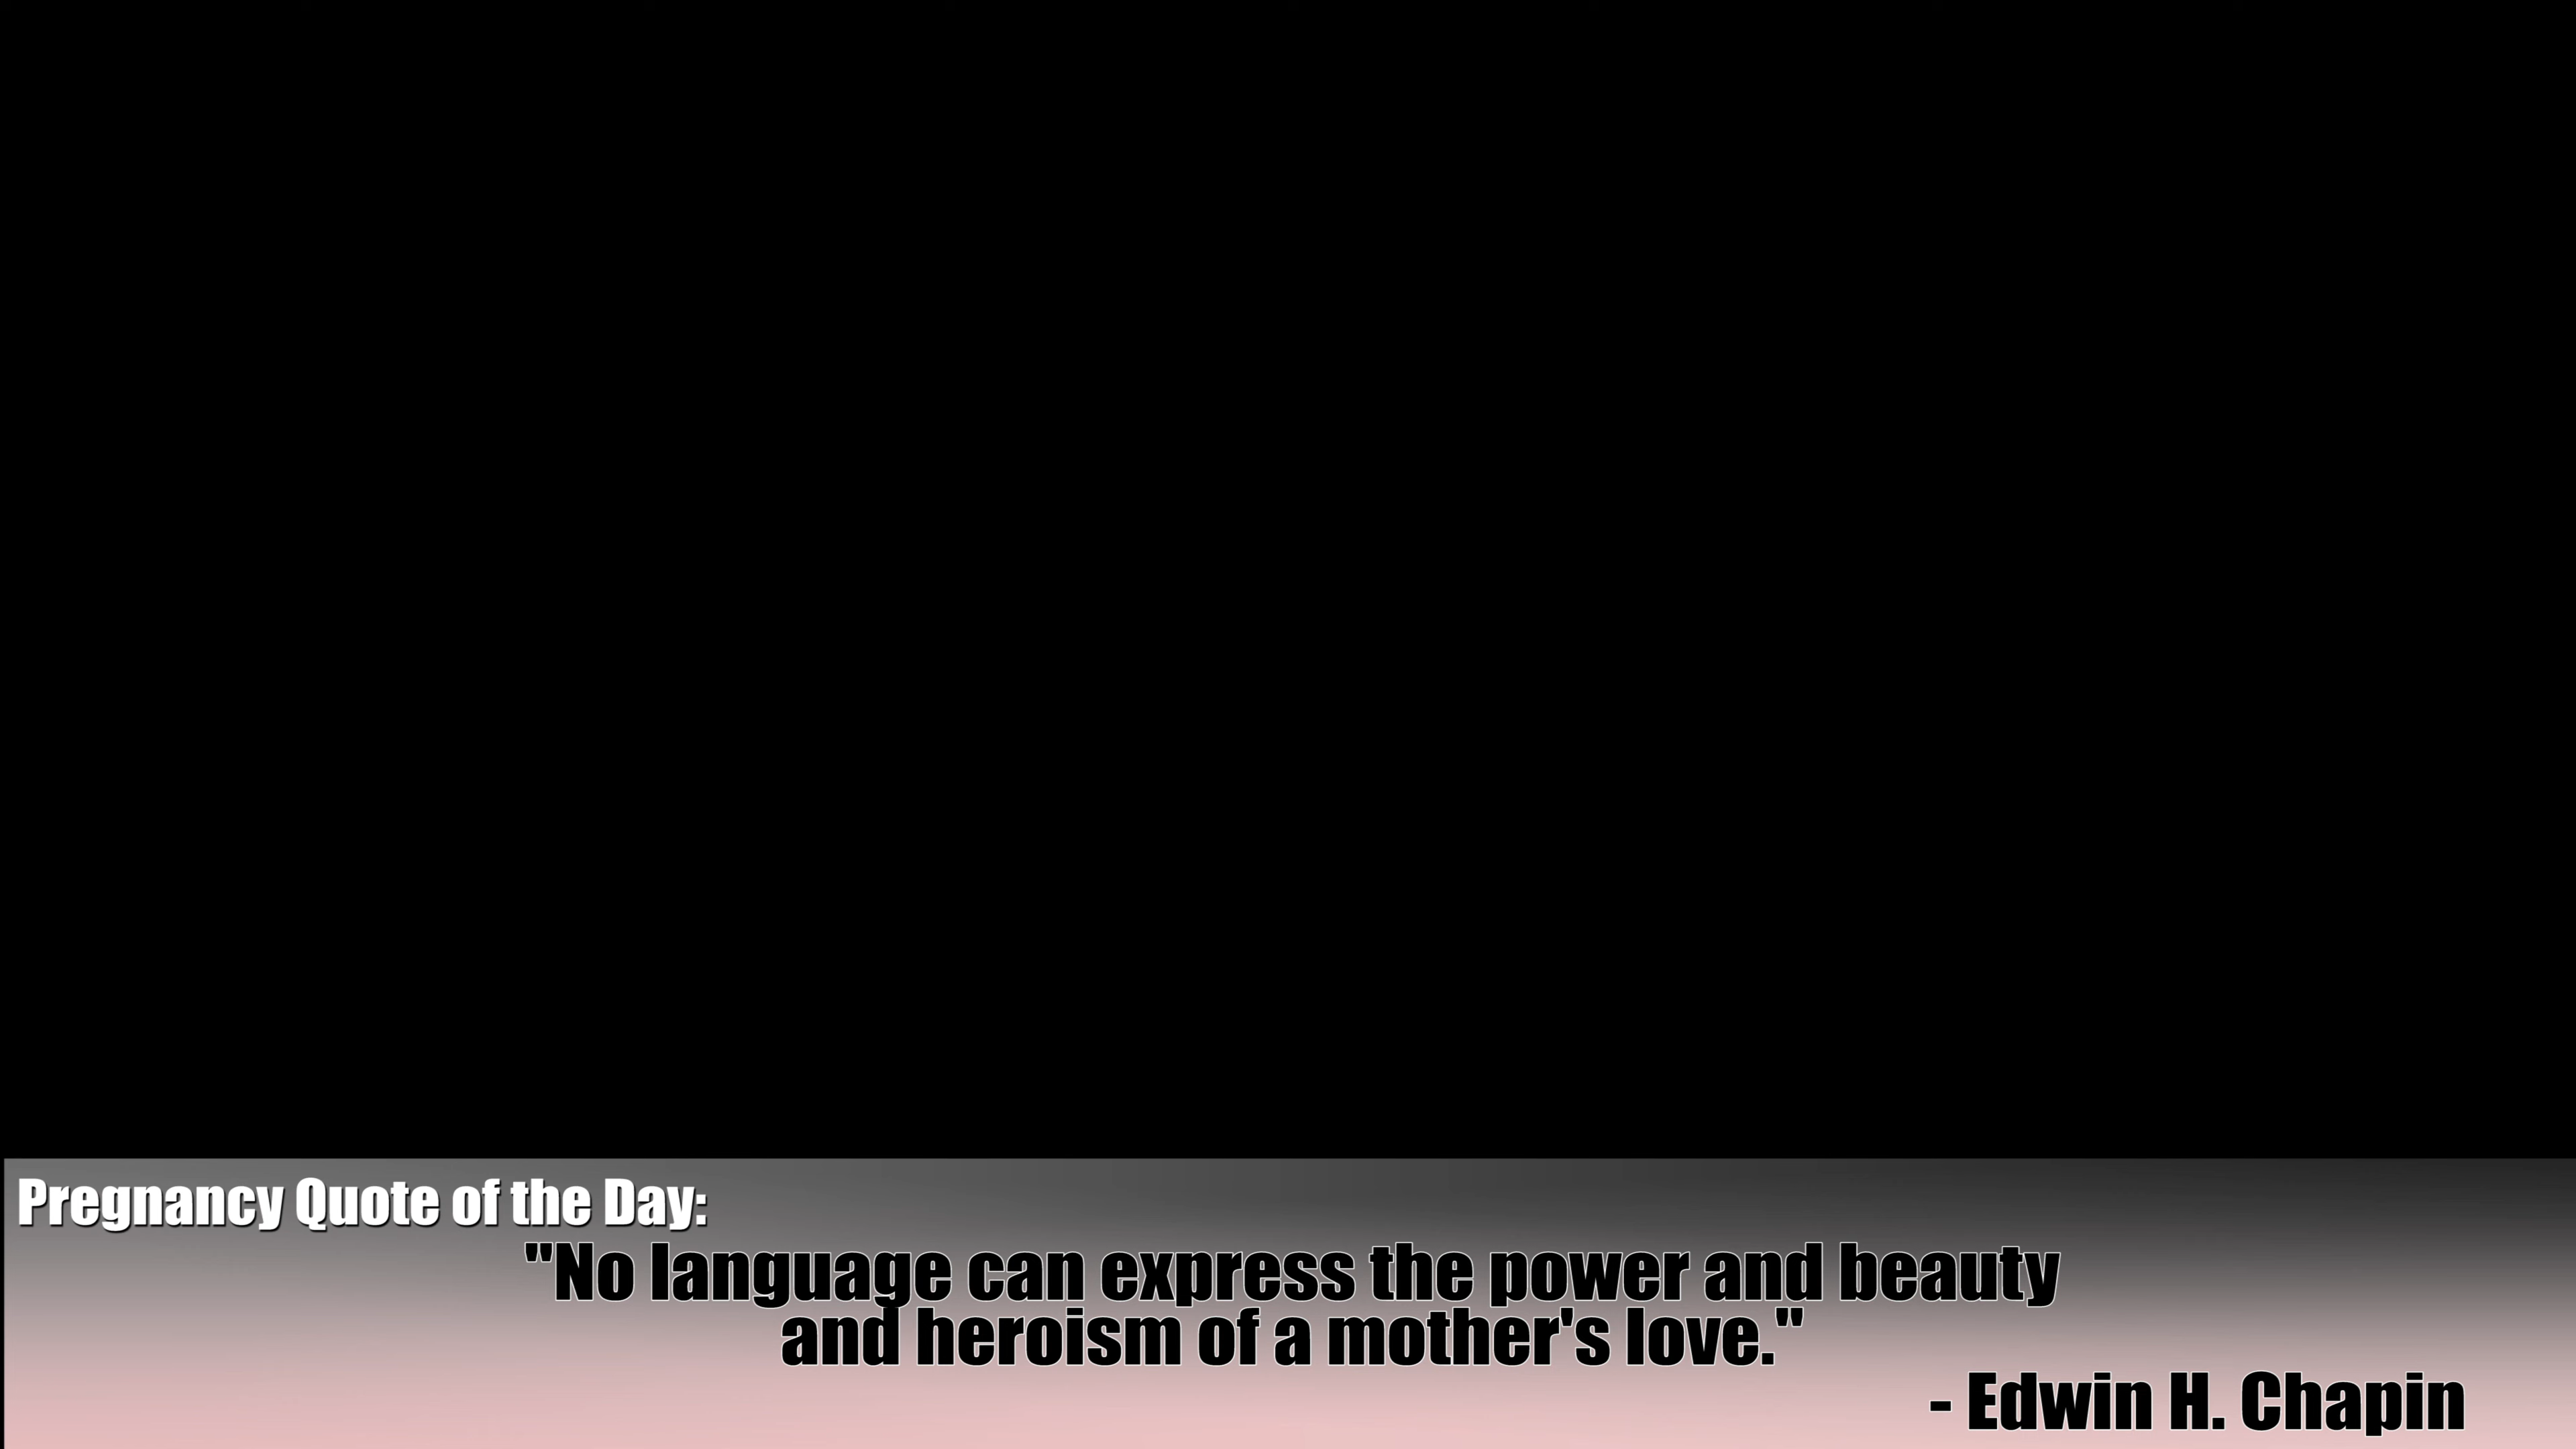 Pregnancy Quote of the Day:
"No language can express the power and beauty
and heroism of a mother's love."
- Edwin H. Chapin